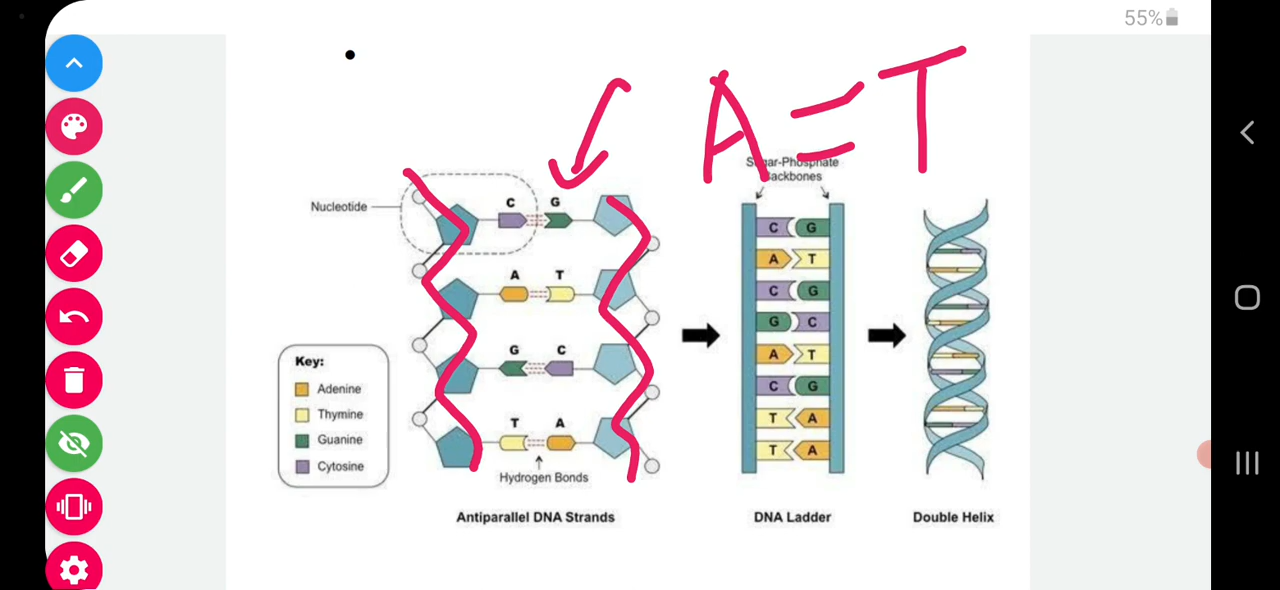 55%
A=T
Sugar-Phosphate
Backbones
Nucleotide
C G
A T
G C
T A
Hydrogen Bonds
Key:
Adenine
Thymine
Guanine
Cytosine
C G
A T
C G
G C
A T
C G
T A
T A
Antiparallel DNA Strands
DNA Ladder
Double Helix